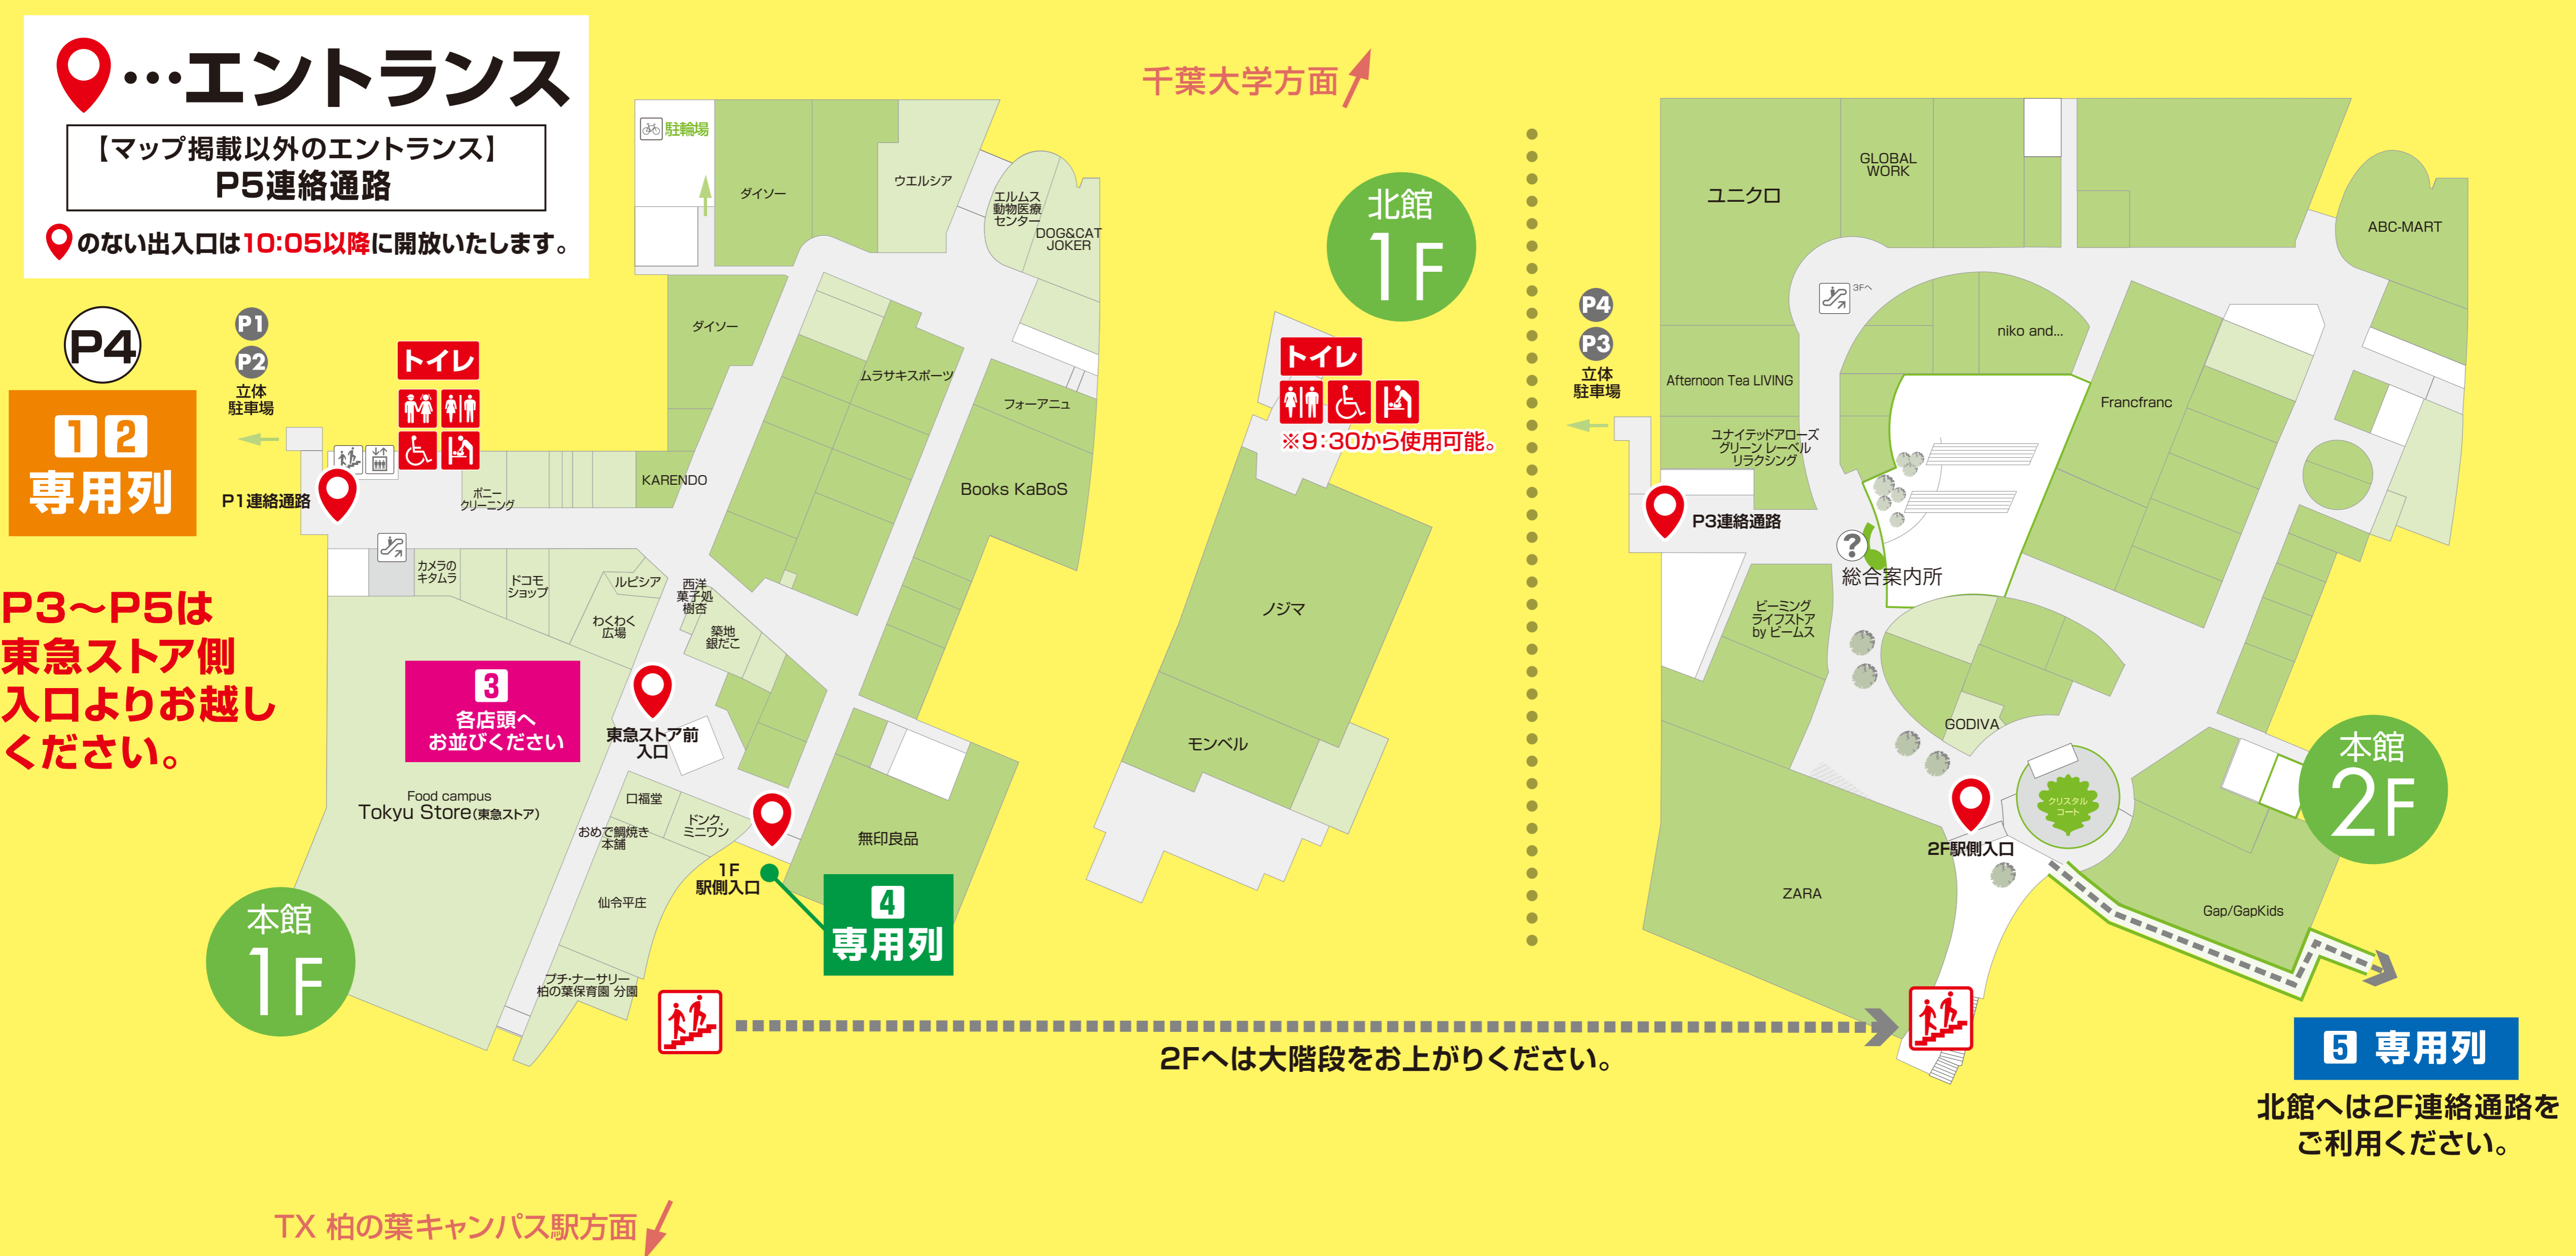 …エントランス
【マップ掲載以外のエントランス】
P5連絡通路
のない出入口は10:05以降に開放いたします。
P4
1 2
専用列
P3～P5は
東急ストア側
入口よりお越し
ください。
P1
P2
立体
駐車場
トイレ
P1連絡通路
駐輪場
ダイソー
ウエルシア
エルムス
動物医療
センター
DOG&CAT
JOKER
ダイソー
ムラサキスポーツ
フォーアニュ
KARENDO
Books KaBoS
ポニー
クリーニング
カメラの
キタムラ
ドコモ
ショップ
ルピシア
わくわく
広場
西洋
菓子処
樹杏
築地
銀だこ
3
各店頭へ
お並びください
東急ストア前
入口
Food campus
Tokyu Store(東急ストア)
口福堂
おめで鯛焼き
本舗
ドンク,
ミニワン
無印良品
1F
駅側入口
仙令平庄
プチ・ナーサリー
柏の葉保育園 分園
4
専用列
本館
1F
千葉大学方面
北館
1F
トイレ
※9:30から使用可能。
ノジマ
モンベル
P4
P3
立体
駐車場
P3連絡通路
ユニクロ
GLOBAL
WORK
ABC-MART
3Fへ
niko and...
Afternoon Tea LIVING
Francfranc
ユナイテッドアローズ
グリーン レーベル
リラクシング
?
総合案内所
ビーミング
ライフストア
by ビームス
GODIVA
クリスタル
コート
2F駅側入口
ZARA
Gap/GapKids
本館
2F
2Fへは大階段をお上がりください。
5 専用列
北館へは2F連絡通路を
ご利用ください。
TX 柏の葉キャンパス駅方面